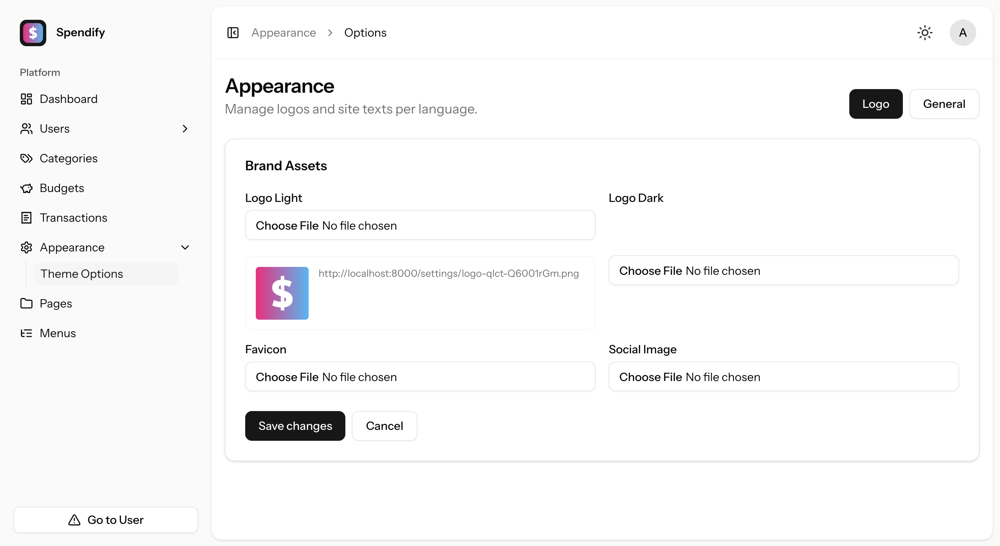 Spendify
Platform
Dashboard
Users
Categories
Budgets
Transactions
Appearance
Theme Options
Pages
Menus
Go to User
Appearance > Options
A
Appearance
Manage logos and site texts per language.
Logo
General
Brand Assets
Logo Light
Choose File No file chosen
$ http://localhost:8000/settings/logo-qlct-Q6001rGm.png
Logo Dark
Choose File No file chosen
Favicon
Choose File No file chosen
Social Image
Choose File No file chosen
Save changes
Cancel